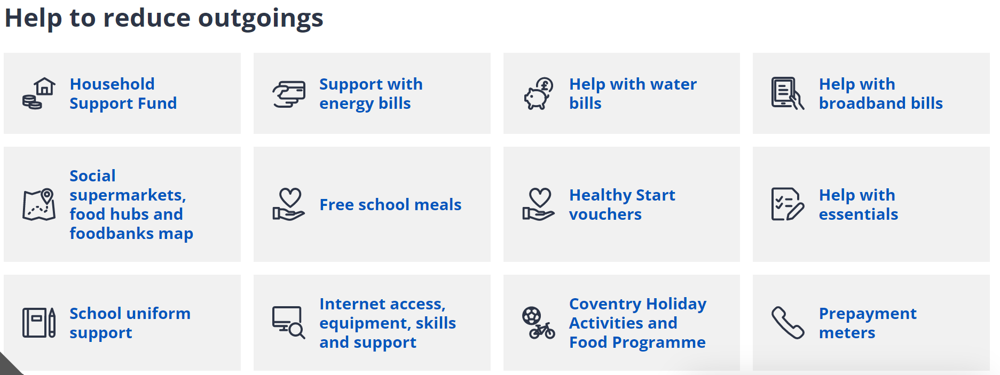 Help to reduce outgoings
Household
Support Fund
Support with
energy bills
Help with water
bills
Help with
broadband bills
Social
supermarkets,
food hubs and
foodbanks map
Free school meals
Healthy Start
vouchers
Help with
essentials
School uniform
support
Internet access,
equipment, skills
and support
Coventry Holiday
Activities and
Food Programme
Prepayment
meters